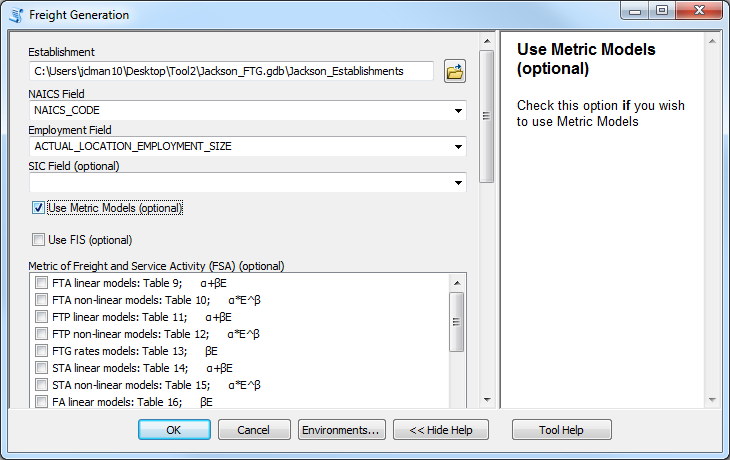 Freight Generation
Establishment
C:\Users\jdman10\Desktop\Tool2\Jackson_FTG.gdb\Jackson_Establishments
NAICS Field
NAICS_CODE
Employment Field
ACTUAL_LOCATION_EMPLOYMENT_SIZE
SIC Field (optional)
Use Metric Models (optional)
Use FIS (optional)
Metric of Freight and Service Activity (FSA) (optional)
FTA linear models: Table 9; α+βE
FTA non-linear models: Table 10; α*E^β
FTP linear models: Table 11; α+βE
FTP non-linear models: Table 12; α*E^β
FTG rates models: Table 13; βE
STA linear models: Table 14; α+βE
STA non-linear models: Table 15; α*E^β
FA linear models: Table 16; βE
Use Metric Models
(optional)
Check this option if you wish
to use Metric Models
OK
Cancel
Environments...
<< Hide Help
Tool Help